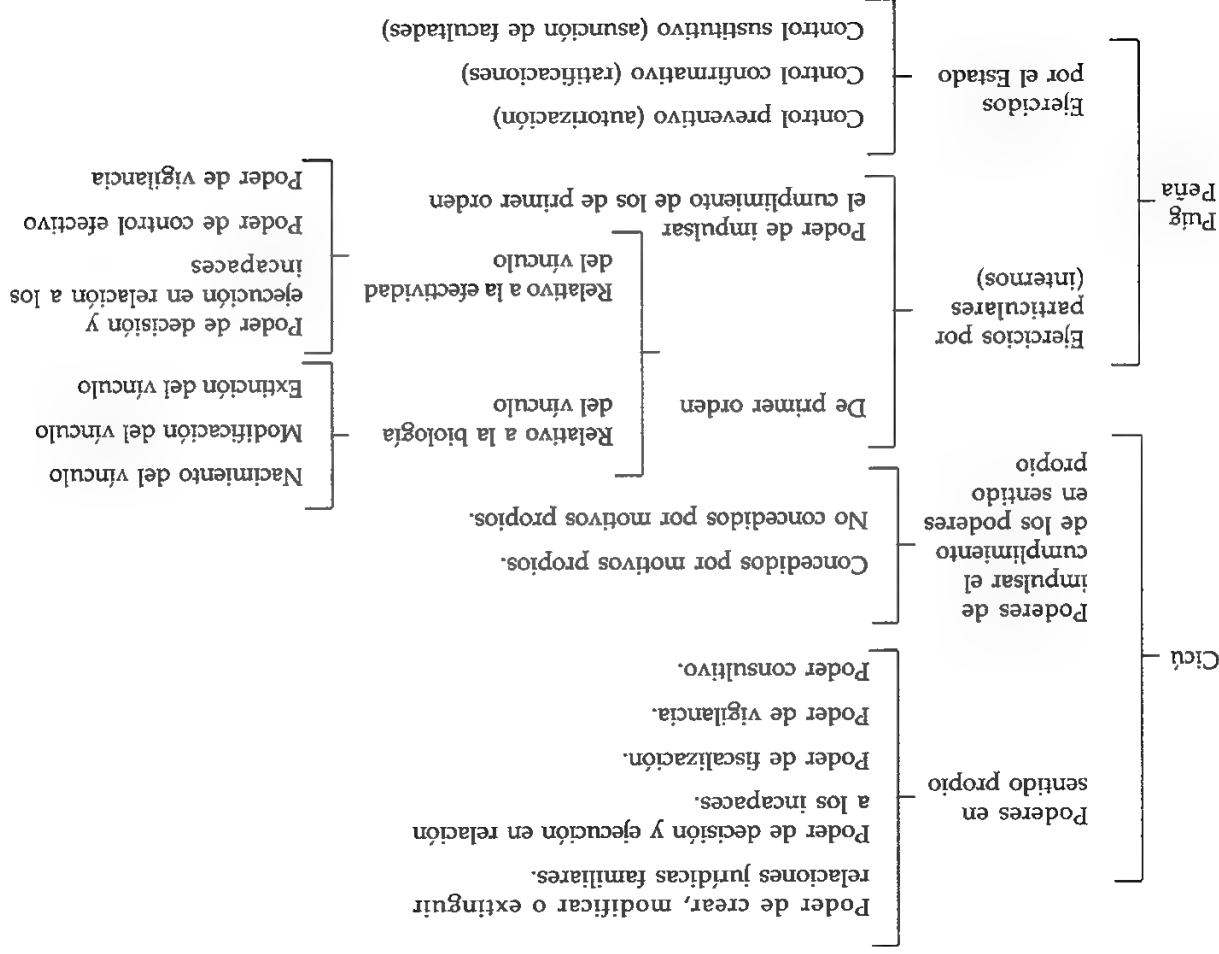 Cicú
Poderes en
sentido propio
Poder de crear, modificar o extinguir
relaciones jurídicas familiares.
Poder de decisión y ejecución en relación
a los incapaces.
Poder de fiscalización.
Poder de vigilancia.
Poder consultivo.
Poderes de
impulsar el
cumplimiento
de los poderes
en sentido
propio
Concedidos por motivos propios.
No concedidos por motivos propios.
Puig
Peña
Ejercicios por
particulares
(internos)
De primer orden
Relativo a la biología
del vínculo
Nacimiento del vínculo
Modificación del vínculo
Extinción del vínculo
Relativo a la efectividad
del vínculo
Poder de decisión y
ejecución en relación a los
incapaces
Poder de control efectivo
Poder de vigilancia
Poder de impulsar
el cumplimiento de los de primer orden
Ejercidos
por el Estado
Control preventivo (autorización)
Control confirmativo (ratificaciones)
Control sustitutivo (asunción de facultades)